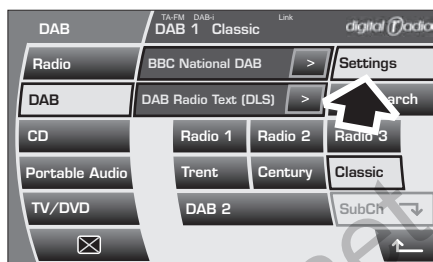 DAB
TA-FM DAB-i Link
DAB 1 Classic
digital radio
Radio
BBC National DAB >
Settings
DAB
DAB Radio Text (DLS) >
arch
CD
Radio 1
Radio 2
Radio 3
Portable Audio
Trent
Century
Classic
TV/DVD
DAB 2
SubCh